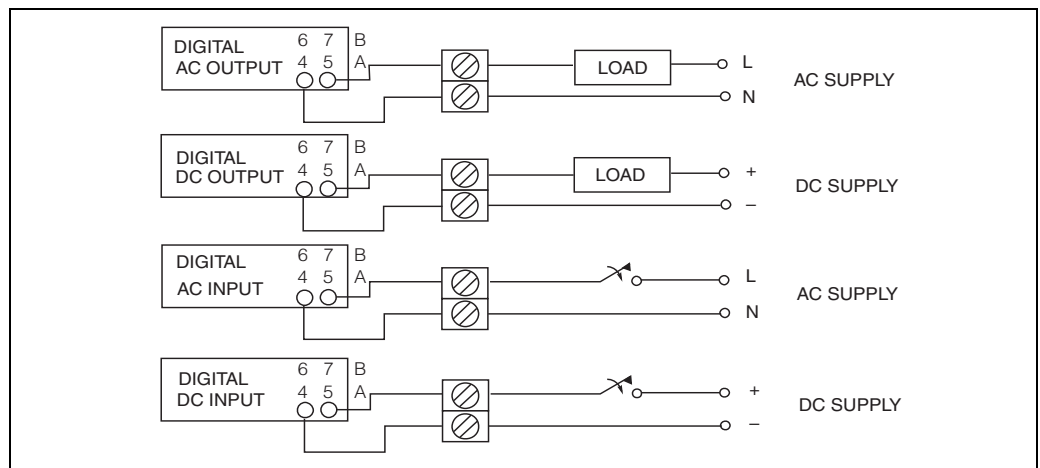 DIGITAL 6 7 B
AC OUTPUT 4 5 A
LOAD L
N
AC SUPPLY
DIGITAL 6 7 B
DC OUTPUT 4 5 A
LOAD +
–
DC SUPPLY
DIGITAL 6 7 B
AC INPUT 4 5 A
L
N
AC SUPPLY
DIGITAL 6 7 B
DC INPUT 4 5 A
+
–
DC SUPPLY